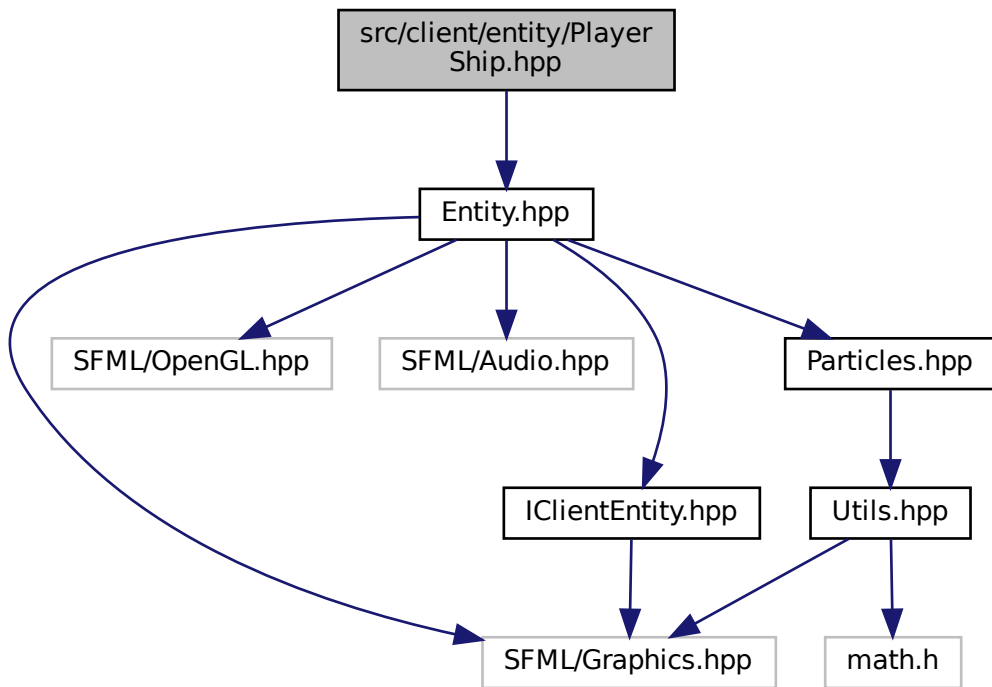 src/client/entity/Player
Ship.hpp
Entity.hpp
SFML/OpenGL.hpp
SFML/Audio.hpp
Particles.hpp
IClientEntity.hpp
Utils.hpp
SFML/Graphics.hpp
math.h